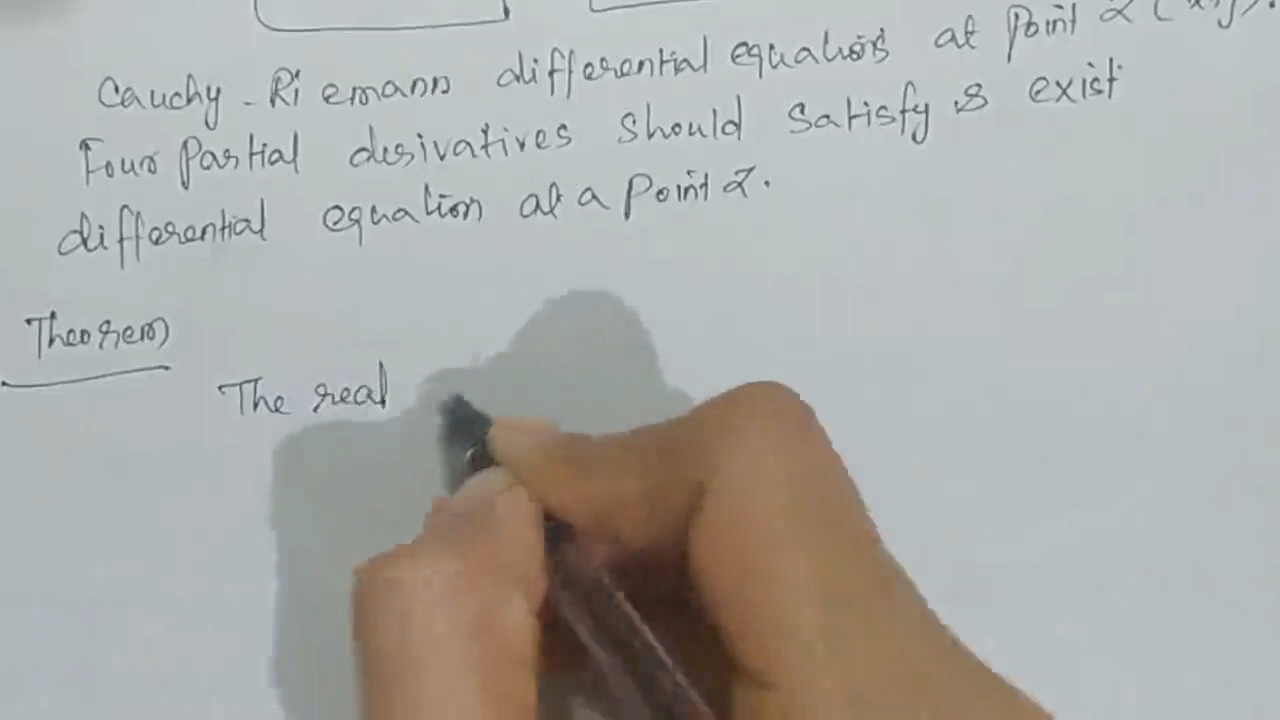 Cauchy-Riemann differential equations at point z (x,y).
Four Partial derivatives should satisfy & exist
differential equation at a point z.
Theorem
The real